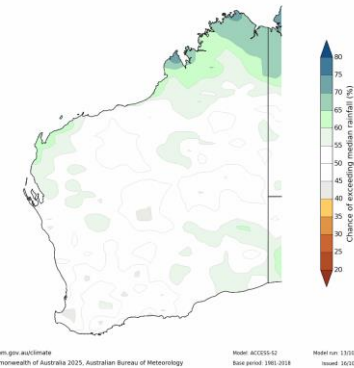 80
75
70
65
60
55
50
45
40
35
30
25
20
Chance of exceeding median rainfall (%)
om.gov.au/climate
monwealth of Australia 2025, Australian Bureau of Meteorology
Model: ACCESS-S2
Base period: 1981-2018
Model run: 13/10
Issued: 16/10